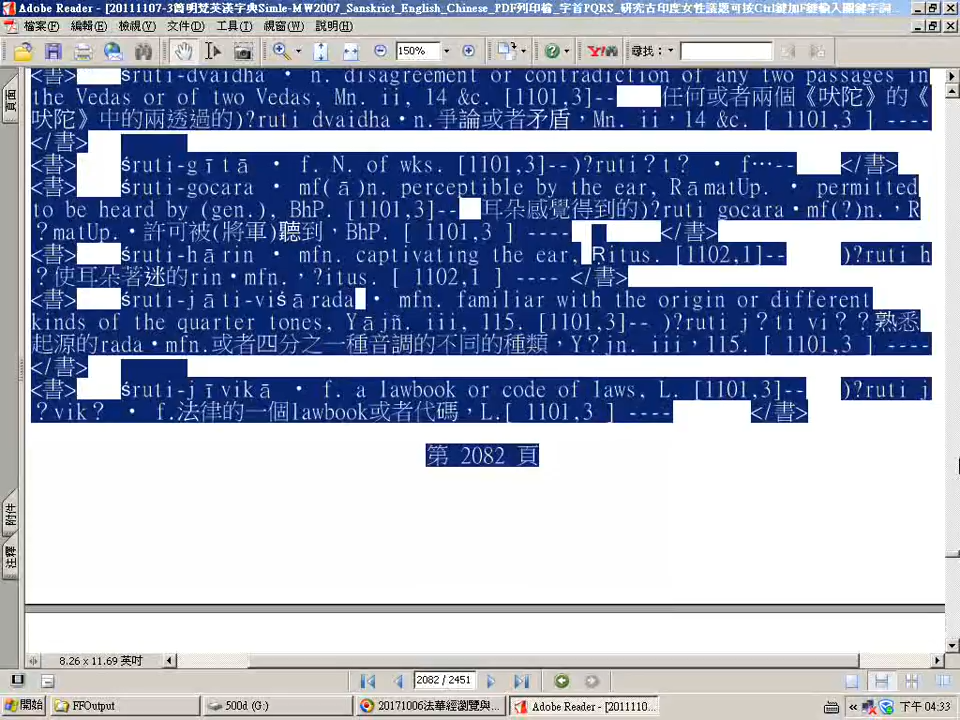 Adobe Reader - [20111107-3簡明梵英漢字典Simle-MW2007_Sanskrict_English_Chinese_PDF列印檔_字首PQRS_研究古印度女性議題可按Ctrl鍵加F鍵輸入關鍵字詞
檔案(F) 編輯(E) 檢視(V) 文件(D) 工具(T) 視窗(W) 說明(H)
150% 尋找:
頁面
<書> śruti-dvaidha • n. disagreement or contradiction of any two passages in
the Vedas or of two Vedas, Mn. ii, 14 &c. [1101,3]-- 任何或者兩個《吠陀》的《
吠陀》中的兩透過的)?ruti dvaidha•n.爭論或者矛盾, Mn. ii, 14 &c. [ 1101,3 ] ----
</書>
<書> śruti-gītā • f. N. of wks. [1101,3]--)?ruti?t? • f…-- </書>
<書> śruti-gocara • mf(ā)n. perceptible by the ear, RāmatUp. • permitted
to be heard by (gen.), BhP. [1101,3]-- 耳朵感覺得到的)?ruti gocara•mf(?)n., R
?matUp.•許可被(將軍)聽到, BhP. [ 1101,3 ] ---- </書>
<書> śruti-hārin • mfn. captivating the ear, Ṛitus. [1102,1]-- )?ruti h
?使耳朵著迷的rin•mfn. ,?itus. [ 1102,1 ] ---- </書>
<書> śruti-jāti-viśārada • mfn. familiar with the origin or different
kinds of the quarter tones, Yājñ. iii, 115. [1101,3]-- )?ruti j?ti vi??熟悉
起源的rada•mfn.或者四分之一種音調的不同的種類, Y?jn. iii, 115. [ 1101,3 ] ----
</書>
<書> śruti-jīvikā • f. a lawbook or code of laws, L. [1101,3]-- )?ruti j
?vik? • f.法律的一個lawbook或者代碼, L.[ 1101,3 ] ---- </書>
第 2082 頁
附件
注釋
8.26 x 11.69 英吋
2082 / 2451
開始 FFOutput 500d (G:) 20171006法華經瀏覽與... Adobe Reader - [2011110... 下午 04:33